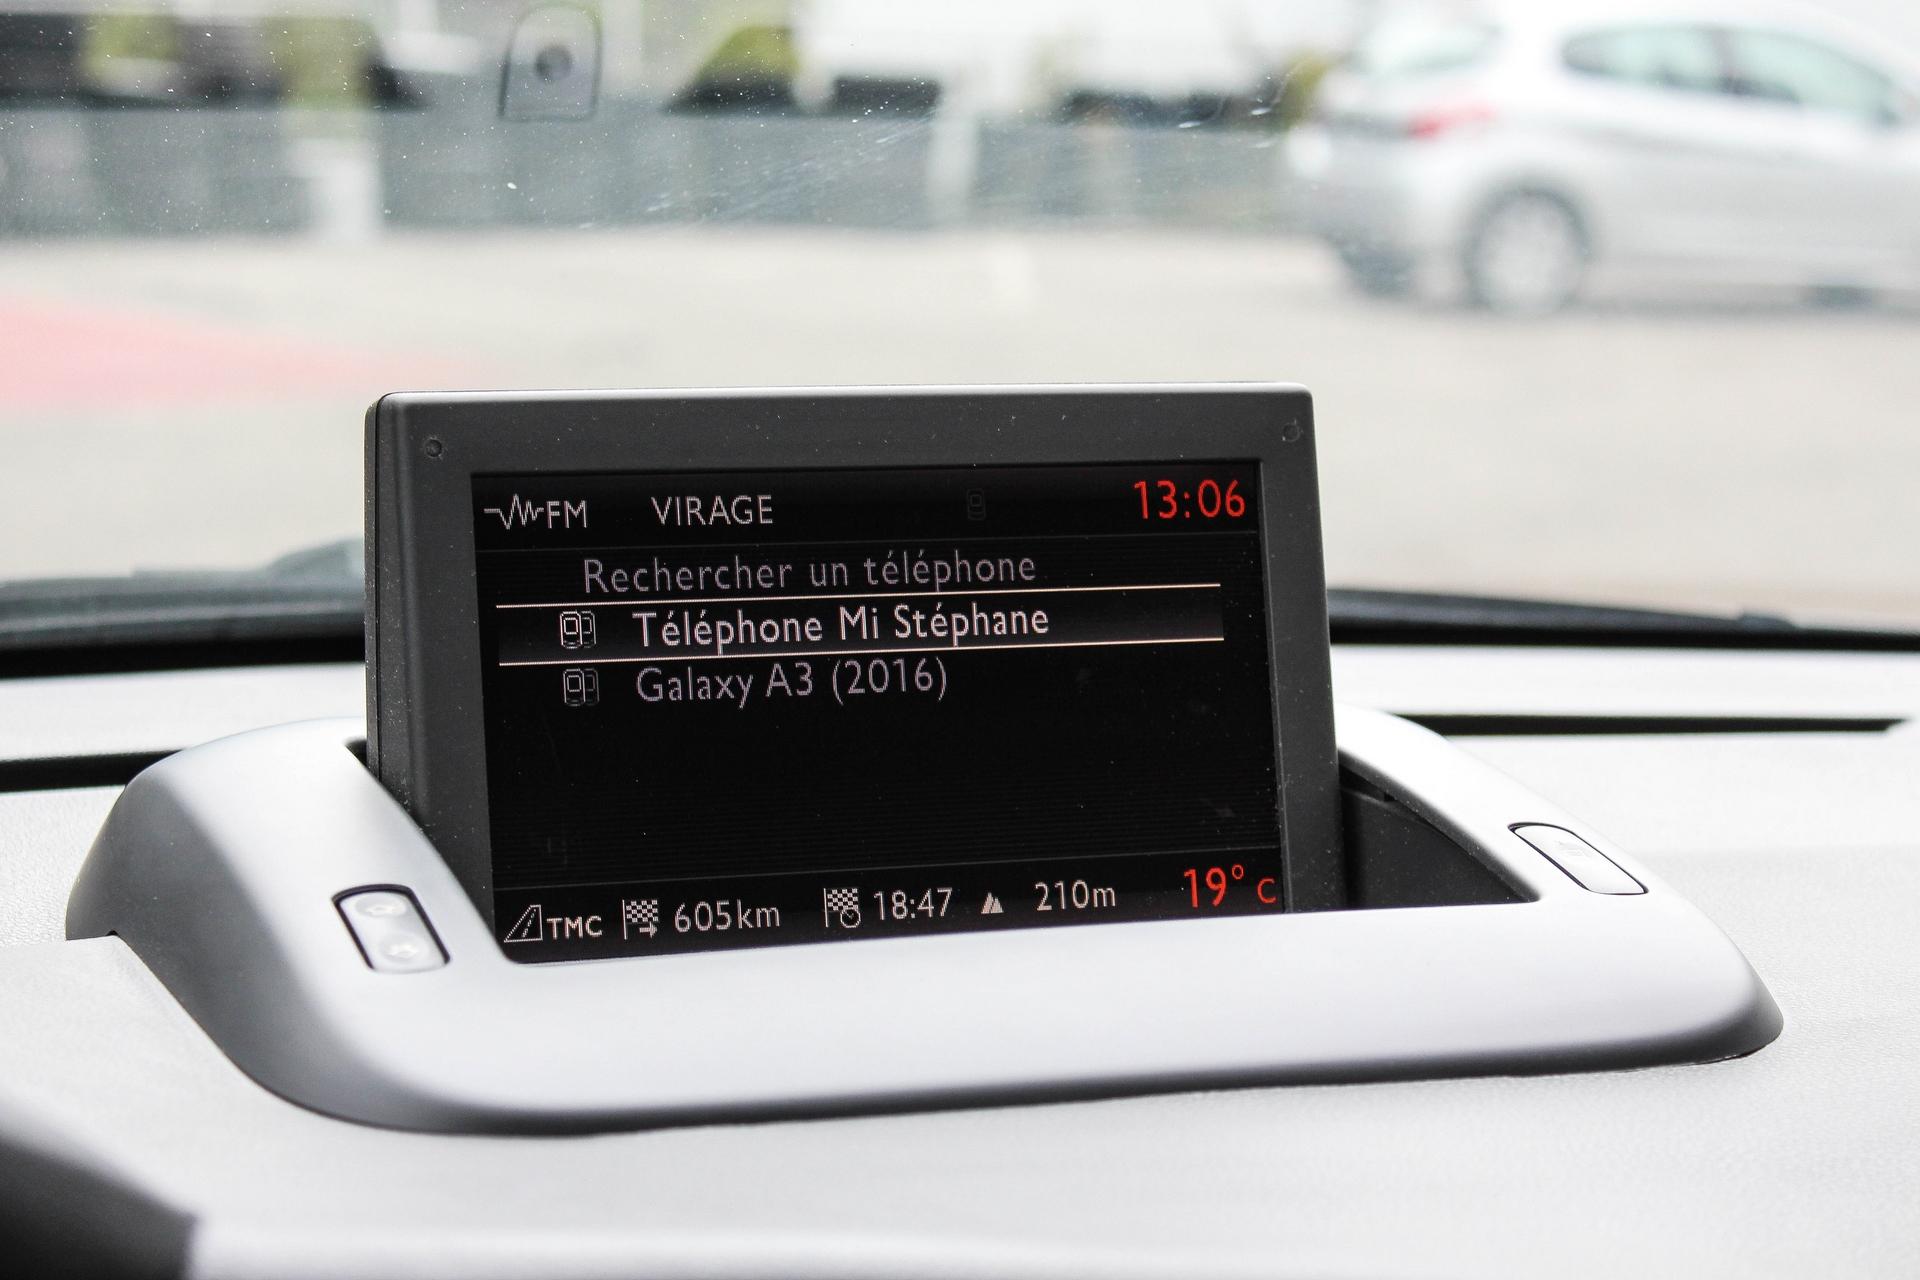 FM VIRAGE 13:06
Rechercher un téléphone
Téléphone Mi Stéphane
Galaxy A3 (2016)
TMC 605km 18:47 210m 19° C